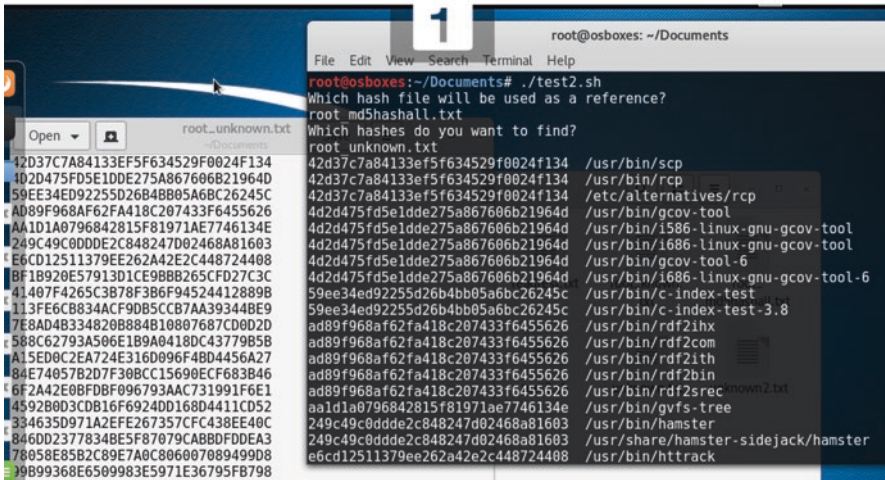 1
root@osboxes: ~/Documents
File Edit View Search Terminal Help
root@osboxes:~/Documents# ./test2.sh
Which hash file will be used as a reference?
root_md5hashall.txt
Which hashes do you want to find?
root_unknown.txt
42d37c7a84133ef5f634529f0024f134 /usr/bin/scp
42d37c7a84133ef5f634529f0024f134 /usr/bin/rcp
42d37c7a84133ef5f634529f0024f134 /etc/alternatives/rcp
4d2d475fd5e1dde275a867606b21964d /usr/bin/gcov-tool
4d2d475fd5e1dde275a867606b21964d /usr/bin/i586-linux-gnu-gcov-tool
4d2d475fd5e1dde275a867606b21964d /usr/bin/i686-linux-gnu-gcov-tool
4d2d475fd5e1dde275a867606b21964d /usr/bin/gcov-tool-6
4d2d475fd5e1dde275a867606b21964d /usr/bin/i686-linux-gnu-gcov-tool-6
59ee34ed92255d26b4bb05a6bc26245c /usr/bin/c-index-test
59ee34ed92255d26b4bb05a6bc26245c /usr/bin/c-index-test-3.8
ad89f968af62fa418c207433f6455626 /usr/bin/rdf2ihx
ad89f968af62fa418c207433f6455626 /usr/bin/rdf2com
ad89f968af62fa418c207433f6455626 /usr/bin/rdf2ith
ad89f968af62fa418c207433f6455626 /usr/bin/rdf2bin
ad89f968af62fa418c207433f6455626 /usr/bin/rdf2srec
aa1d1a0796842815f81971ae7746134e /usr/bin/gvfs-tree
249c49c0ddde2c848247d02468a81603 /usr/bin/hamster
249c49c0ddde2c848247d02468a81603 /usr/share/hamster-sidejack/hamster
e6cd12511379ee262a42e2c448724408 /usr/bin/httrack
Open
root_unknown.txt
~/Documents
42D37C7A84133EF5F634529F0024F134
4D2D475FD5E1DDE275A867606B21964D
59EE34ED92255D26B4BB05A6BC26245C
AD89F968AF62FA418C207433F6455626
AA1D1A0796842815F81971AE7746134E
249C49C0DDDE2C848247D02468A81603
E6CD12511379EE262A42E2C448724408
BF1B920E57913D1CE9BBB265CFD27C3C
41407F4265C3B78F3B6F94524412889B
113FE6CB834ACF9DB5CCB7AA39344BE9
7E8AD4B334820B884B10807687CD0D2D
588C62793A506E1B9A0418DC43779B5B
A15ED0C2EA724E316D096F4BD4456A27
84E74057B2D7F30BCC15690ECF683B46
6F2A42E0BFDBF096793AAC731991F6E1
4592B0D3CDB16F6924DD168D4411CD52
334635D971A2EFE267357CFC438EE40C
846DD2377834BE5F87079CABBDFDDEA3
78058E85B2C89E7A0C806007089499D8
99B99368E6509983E5971E36795FB798